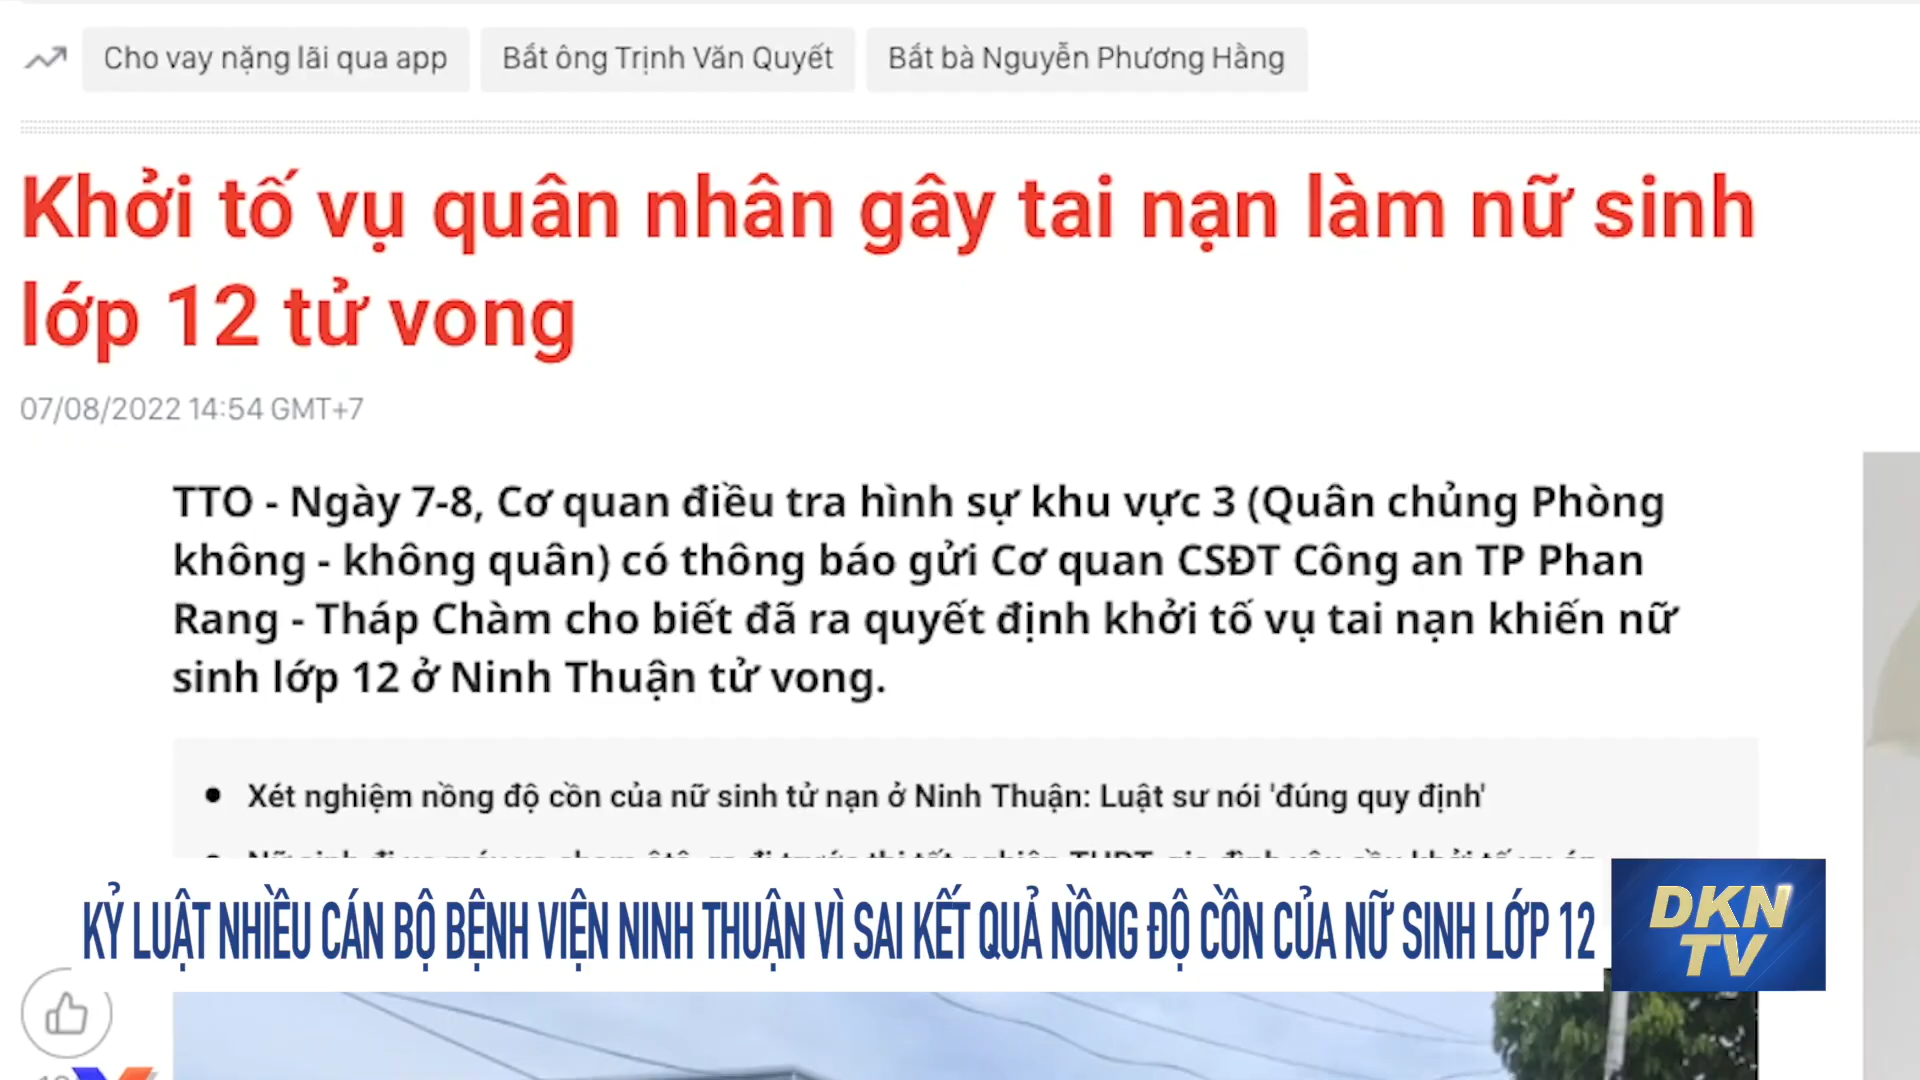 Cho vay nặng lãi qua app
Bắt ông Trịnh Văn Quyết
Bắt bà Nguyễn Phương Hằng
Khởi tố vụ quân nhân gây tai nạn làm nữ sinh
lớp 12 tử vong
07/08/2022 14:54 GMT+7
TTO - Ngày 7-8, Cơ quan điều tra hình sự khu vực 3 (Quân chủng Phòng
không - không quân) có thông báo gửi Cơ quan CSĐT Công an TP Phan
Rang - Tháp Chàm cho biết đã ra quyết định khởi tố vụ tai nạn khiến nữ
sinh lớp 12 ở Ninh Thuận tử vong.
Xét nghiệm nồng độ cồn của nữ sinh tử nạn ở Ninh Thuận: Luật sư nói 'đúng quy định'
KỶ LUẬT NHIỀU CÁN BỘ BỆNH VIỆN NINH THUẬN VÌ SAI KẾT QUẢ NỒNG ĐỘ CỒN CỦA NỮ SINH LỚP 12
DKN
TV